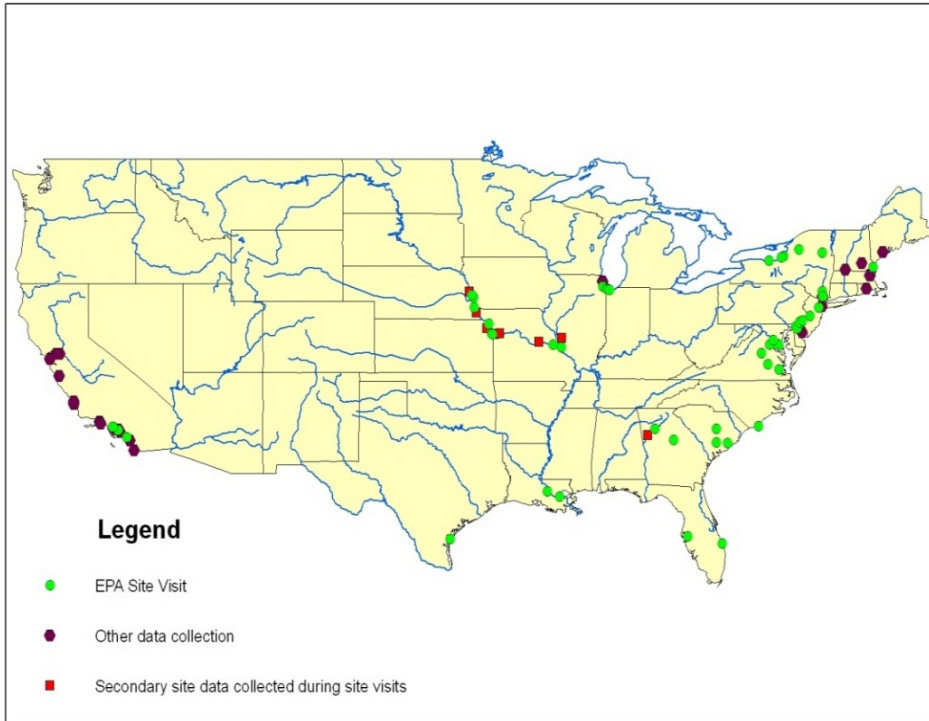 Legend
EPA Site Visit
Other data collection
Secondary site data collected during site visits